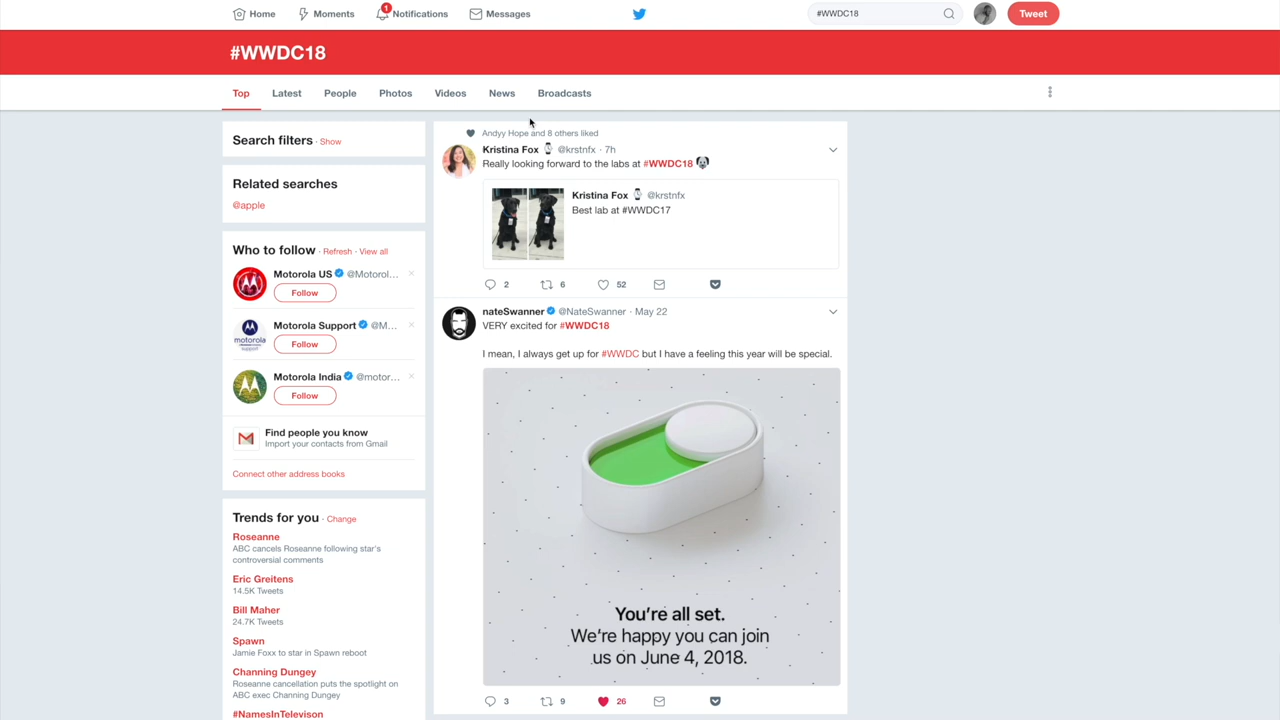 Home
Moments
1
Notifications
Messages
#WWDC18
Tweet
#WWDC18
Top
Latest
People
Photos
Videos
News
Broadcasts
Search filters · Show
Related searches
@apple
Who to follow · Refresh · View all
Motorola US @Motorol...
Follow
Motorola Support @M...
Follow
motorola
Motorola India @motor...
Follow
Find people you know
Import your contacts from Gmail
Connect other address books
Trends for you · Change
Roseanne
ABC cancels Roseanne following star's
controversial comments
Eric Greitens
14.5K Tweets
Bill Maher
24.7K Tweets
Spawn
Jamie Foxx to star in Spawn reboot
Channing Dungey
Roseanne cancellation puts the spotlight on
ABC exec Channing Dungey
#NamesInTelevison
Andyy Hope and 8 others liked
Kristina Fox @krstnfx · 7h
Really looking forward to the labs at #WWDC18
Kristina Fox @krstnfx
Best lab at #WWDC17
2
6
52
nateSwanner @NateSwanner · May 22
VERY excited for #WWDC18
I mean, I always get up for #WWDC but I have a feeling this year will be special.
You're all set.
We're happy you can join
us on June 4, 2018.
3
9
26